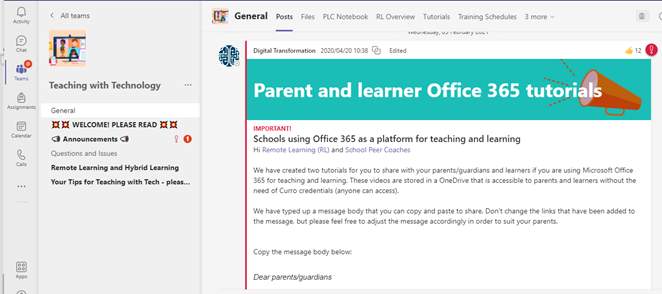 Activity
Chat
Teams
Assignments
Calendar
Calls
Apps
All teams
Teaching with Technology
General
WELCOME! PLEASE READ
Announcements
Questions and Issues
Remote Learning and Hybrid Learning
Your Tips for Teaching with Tech - pleas...
General Posts Files PLC Notebook RL Overview Tutorials Training Schedules 3 more
Wednesday, 03 February 2021
Digital Transformation 2020/04/20 10:38 Edited 12
Parent and learner Office 365 tutorials
IMPORTANT!
Schools using Office 365 as a platform for teaching and learning
Hi Remote Learning (RL) and School Peer Coaches
We have created two tutorials for you to share with your parents/guardians and learners if you are using Microsoft Office
365 for teaching and learning. These videos are stored in a OneDrive that is accessible to parents and learners without the
need of Curro credentials (anyone can access).
We have typed up a message body that you can copy and paste to share. Don't change the links that have been added to
the message, but please feel free to adjust the message accordingly in order to suit your parents.
Copy the message body below:
Dear parents/guardians